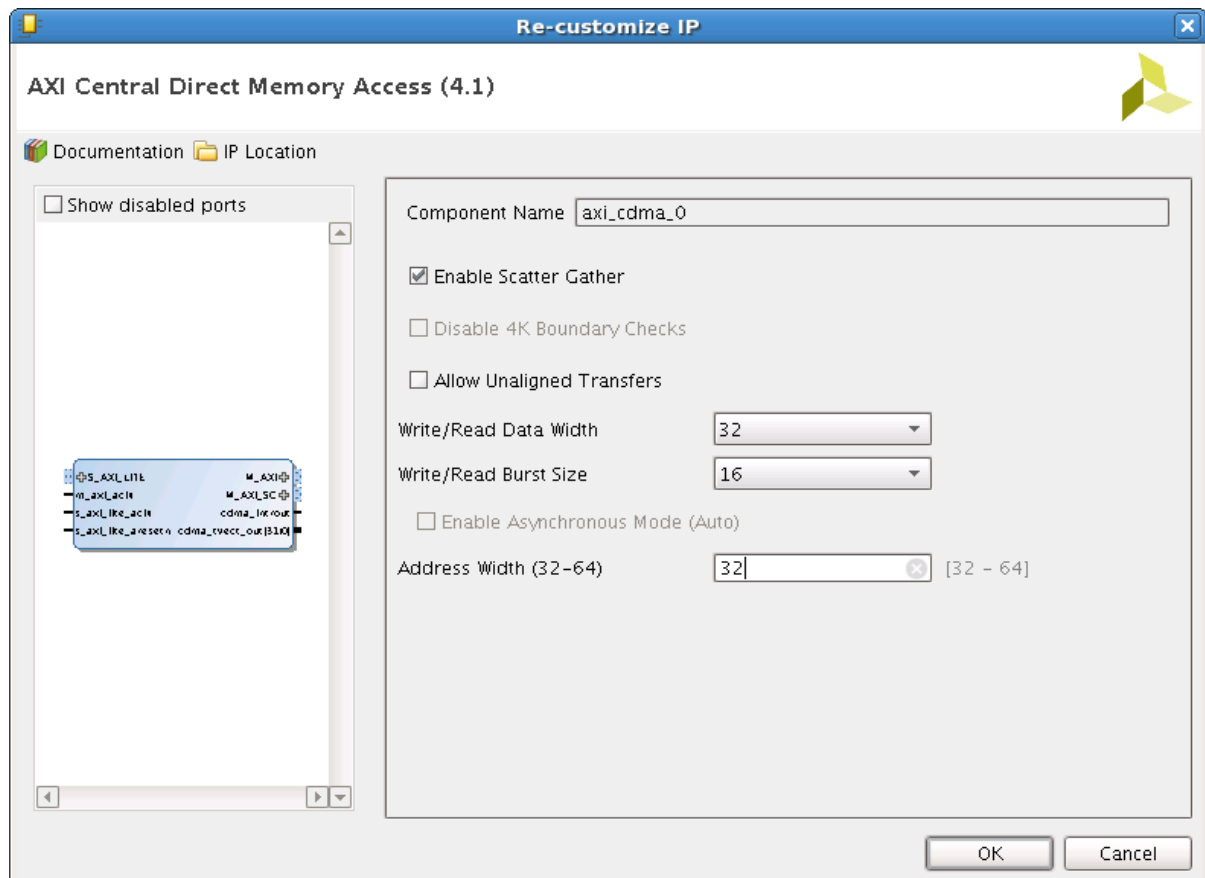 Re-customize IP
AXI Central Direct Memory Access (4.1)
Documentation IP Location
Show disabled ports
S_AXI_LITE
m_axi_aclk
s_axi_lite_aclk
s_axi_lite_aresetn
M_AXI
M_AXI_SG
cdma_introut
cdma_tvect_out[31:0]
Component Name axi_cdma_0
Enable Scatter Gather
Disable 4K Boundary Checks
Allow Unaligned Transfers
Write/Read Data Width 32
Write/Read Burst Size 16
Enable Asynchronous Mode (Auto)
Address Width (32-64) 32 [32 - 64]
OK Cancel